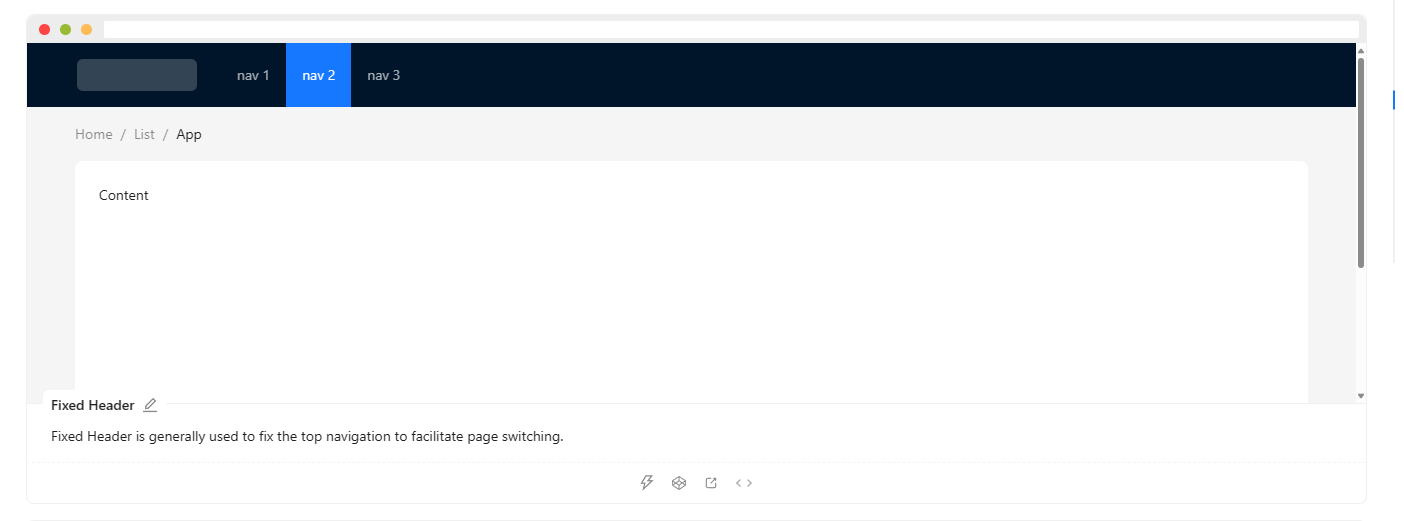 nav 1 nav 2 nav 3
Home / List / App
Content
Fixed Header
Fixed Header is generally used to fix the top navigation to facilitate page switching.